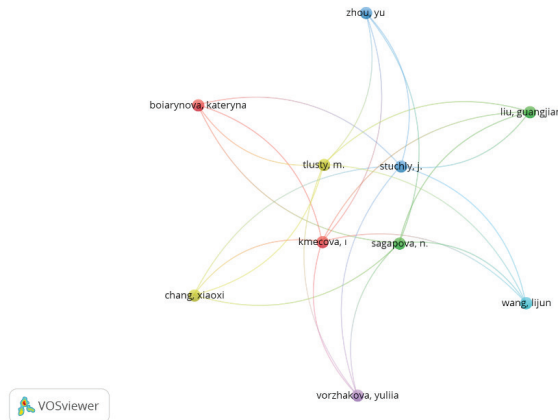 zhou, yu
boiarynova, kateryna
liu, guangjian
tlusty, m.
stuchly, j.
kmecova, i
sagapova, n.
chang, xiaoxi
wang, lijun
vorzhakova, yuliia
VOSviewer